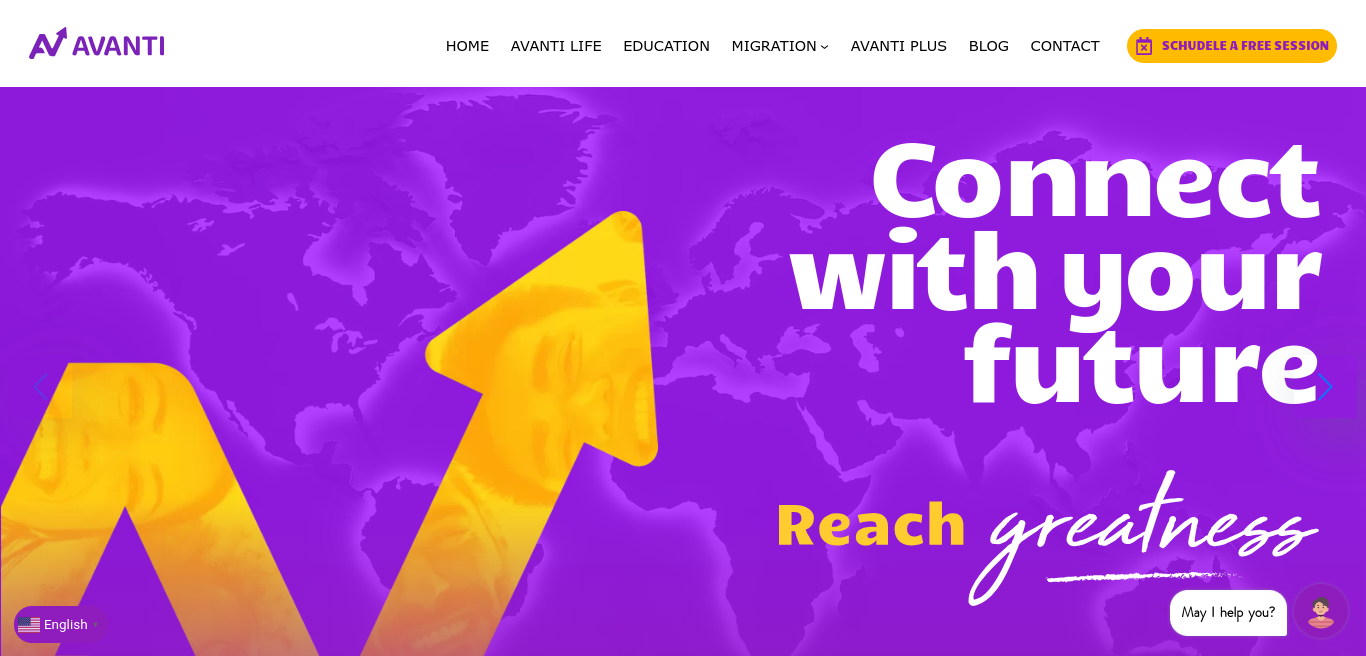 AVANTI
HOME AVANTI LIFE EDUCATION MIGRATION AVANTI PLUS BLOG CONTACT SCHUDELE A FREE SESSION
Connect
with your
future
Reach greatness
May I help you?
English